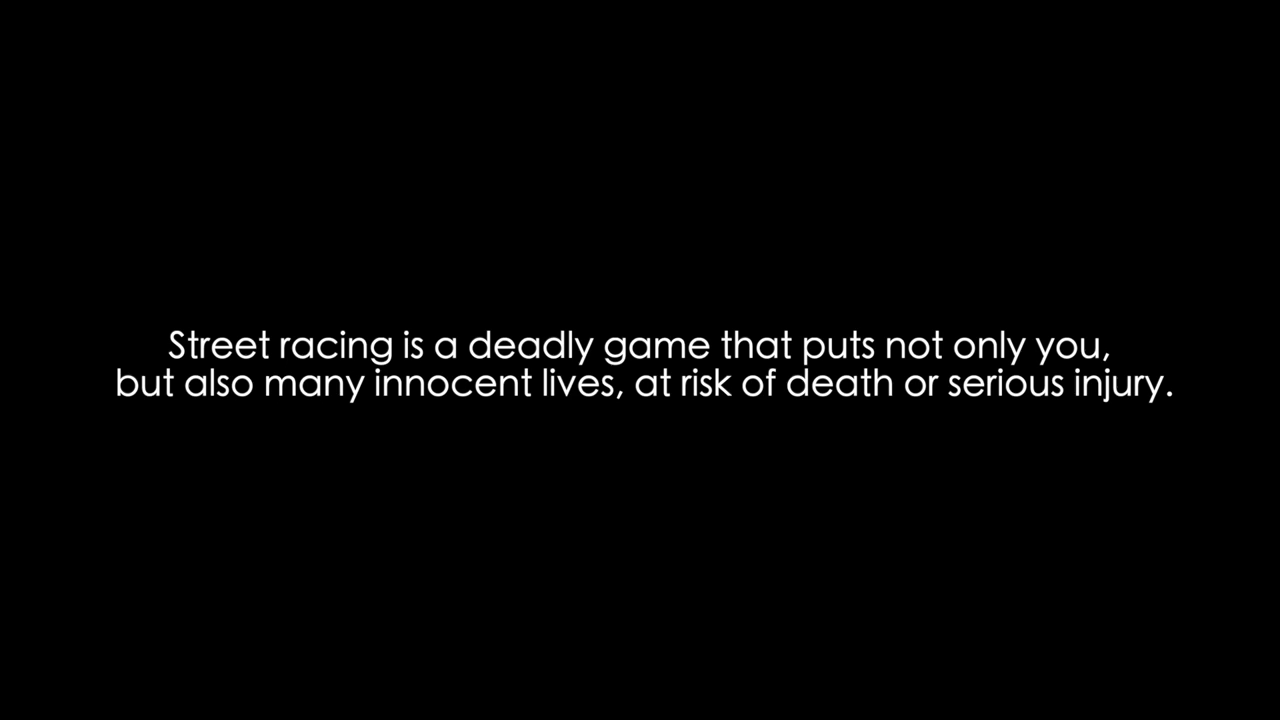 Street racing is a deadly game that puts not only you,
but also many innocent lives, at risk of death or serious injury.